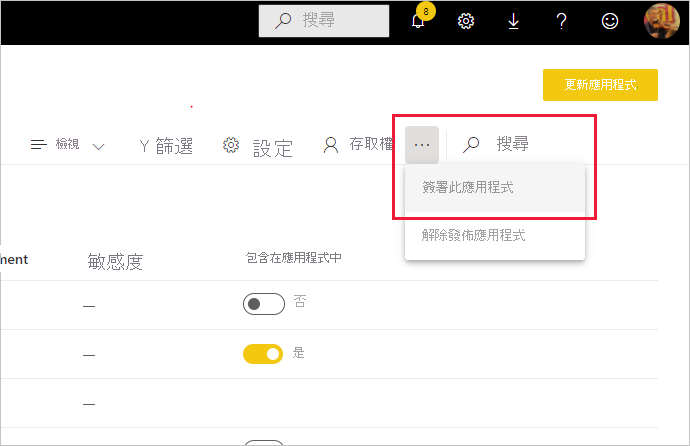 搜尋
8
更新應用程式
檢視
Y 篩選
設定
存取權
...
搜尋
簽署此應用程式
解除發佈應用程式
ment
敏感度
包含在應用程式中
—
否
—
是
—